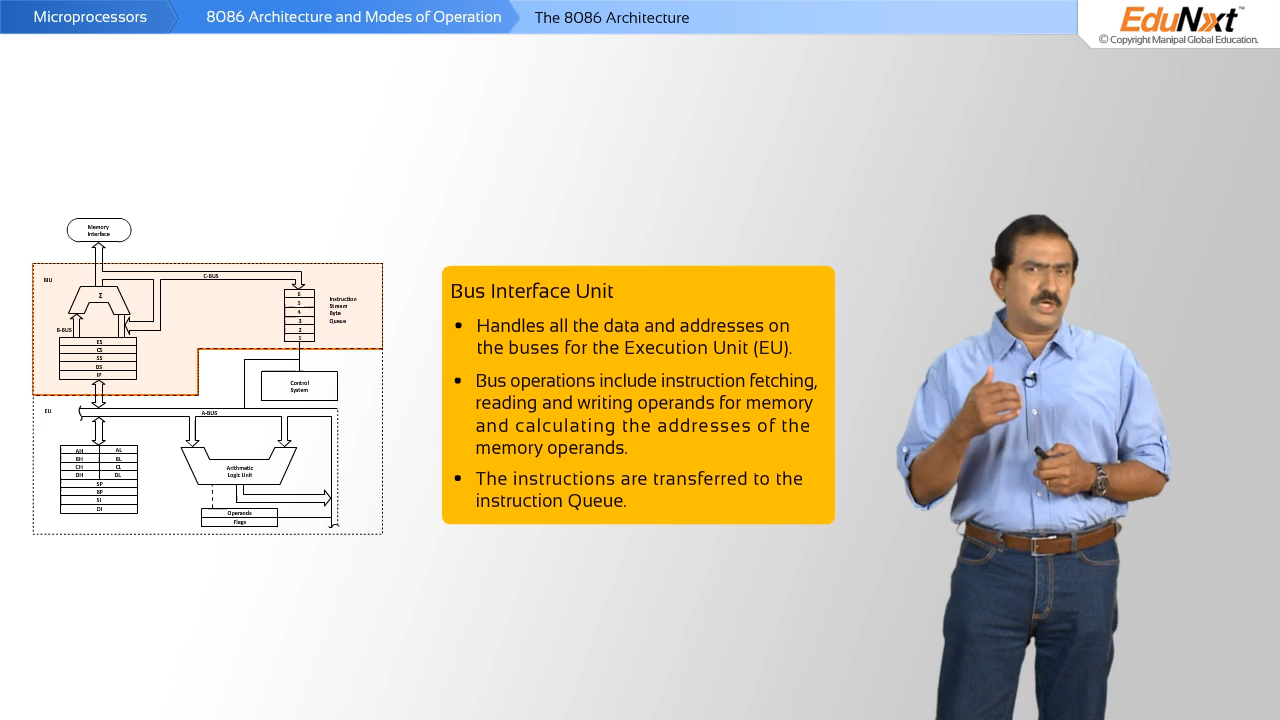 Microprocessors
8086 Architecture and Modes of Operation
The 8086 Architecture
EduNxt™
© Copyright Manipal Global Education.
Memory
Interface
BIU
C-BUS
Σ
6
5
4
3
2
1
Instruction
Stream
Byte
Queue
B-BUS
ES
CS
SS
DS
IP
Control
System
EU
A-BUS
AH AL
BH BL
CH CL
DH DL
SP
BP
SI
DI
Arithmetic
Logic Unit
Operands
Flags
Bus Interface Unit
• Handles all the data and addresses on
the buses for the Execution Unit (EU).
• Bus operations include instruction fetching,
reading and writing operands for memory
and calculating the addresses of the
memory operands.
• The instructions are transferred to the
instruction Queue.